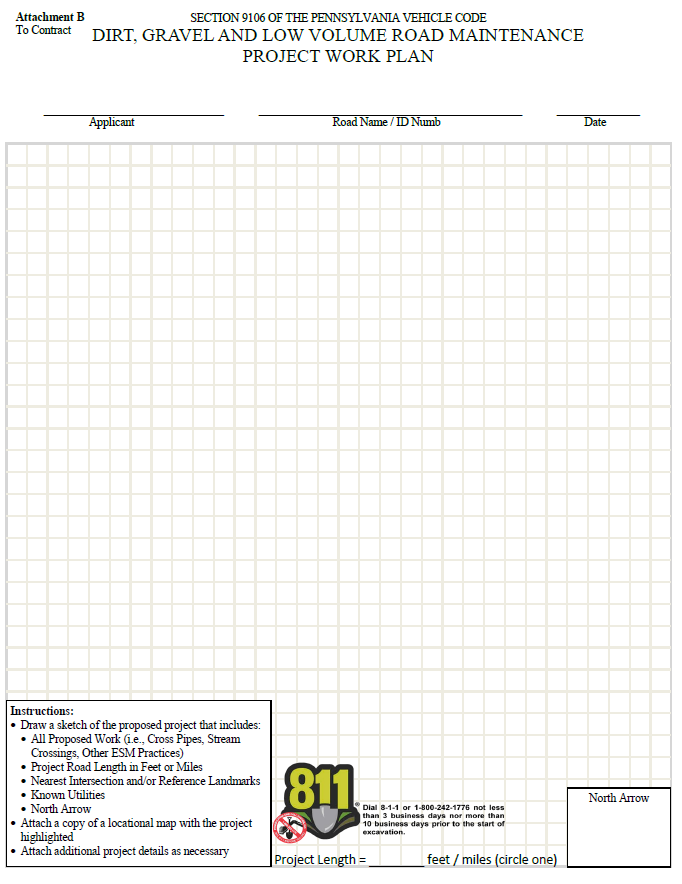 Attachment B
To Contract
SECTION 9106 OF THE PENNSYLVANIA VEHICLE CODE
DIRT, GRAVEL AND LOW VOLUME ROAD MAINTENANCE
PROJECT WORK PLAN
Applicant
Road Name / ID Numb
Date
Instructions:
• Draw a sketch of the proposed project that includes:
• All Proposed Work (i.e., Cross Pipes, Stream
Crossings, Other ESM Practices)
• Project Road Length in Feet or Miles
• Nearest Intersection and/or Reference Landmarks
• Known Utilities
• North Arrow
• Attach a copy of a locational map with the project
highlighted
• Attach additional project details as necessary
811
®
Dial 8-1-1 or 1-800-242-1776 not less
than 3 business days nor more than
10 business days prior to the start of
excavation.
Project Length = ________ feet / miles (circle one)
North Arrow